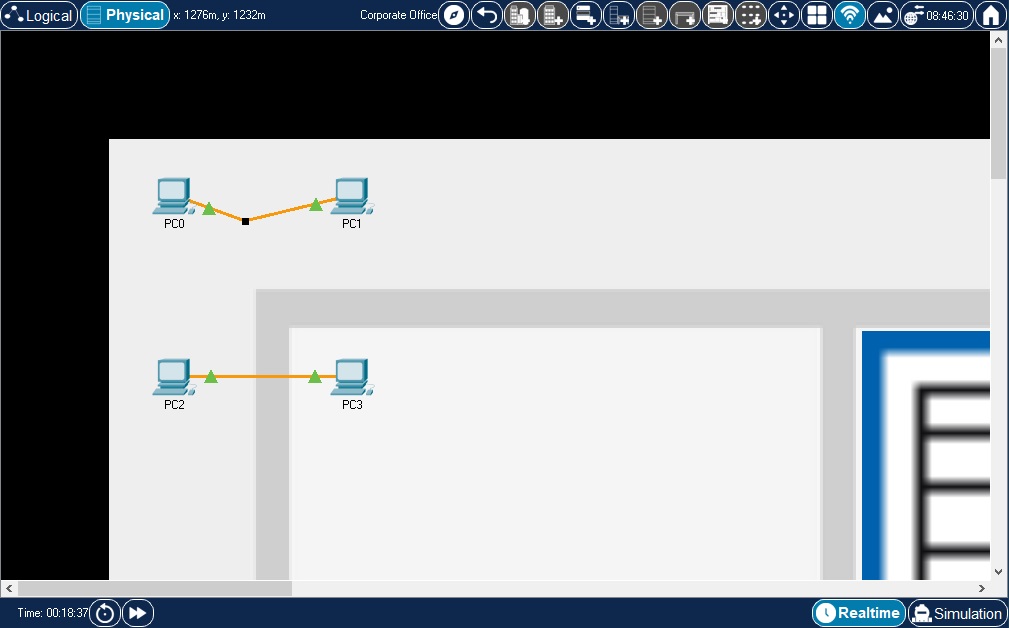 Logical Physical x: 1276m, y: 1232m Corporate Office 08:46:30
PC0 PC1
PC2 PC3
Time: 00:18:37 Realtime Simulation